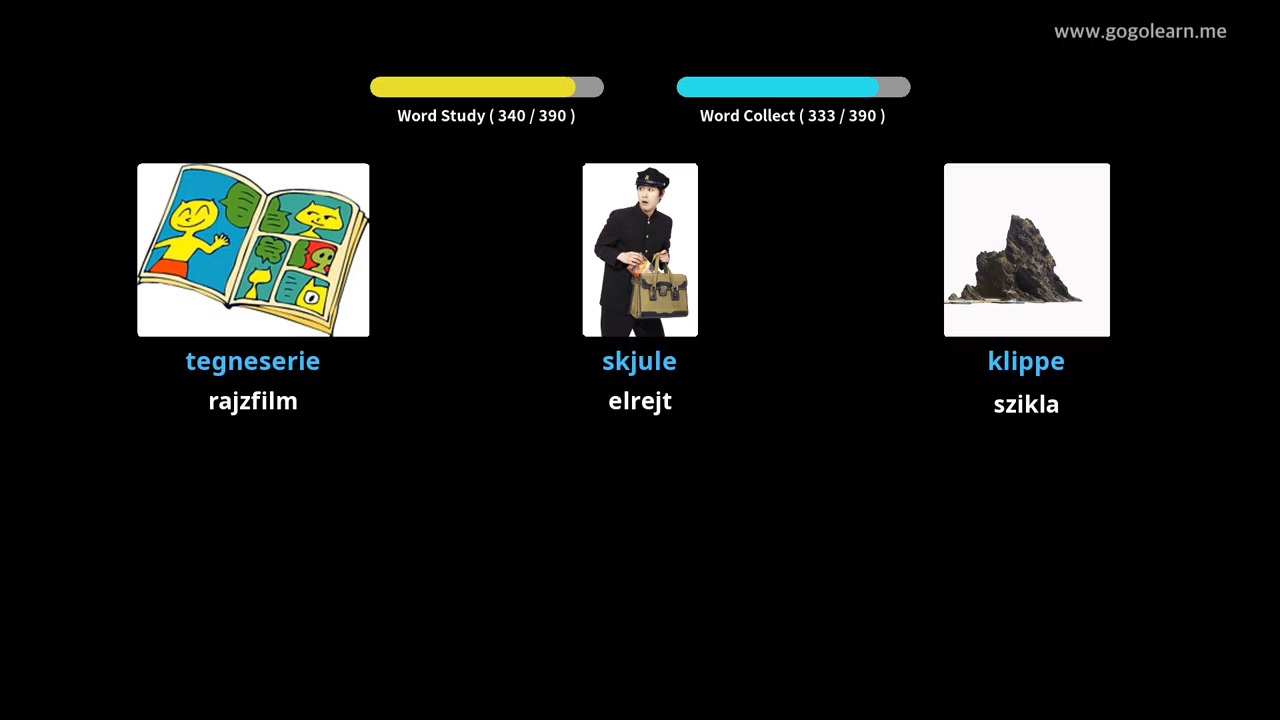 www.gogolearn.me
Word Study ( 340 / 390 )
Word Collect ( 333 / 390 )
tegneserie
skjule
klippe
rajzfilm
elrejt
szikla